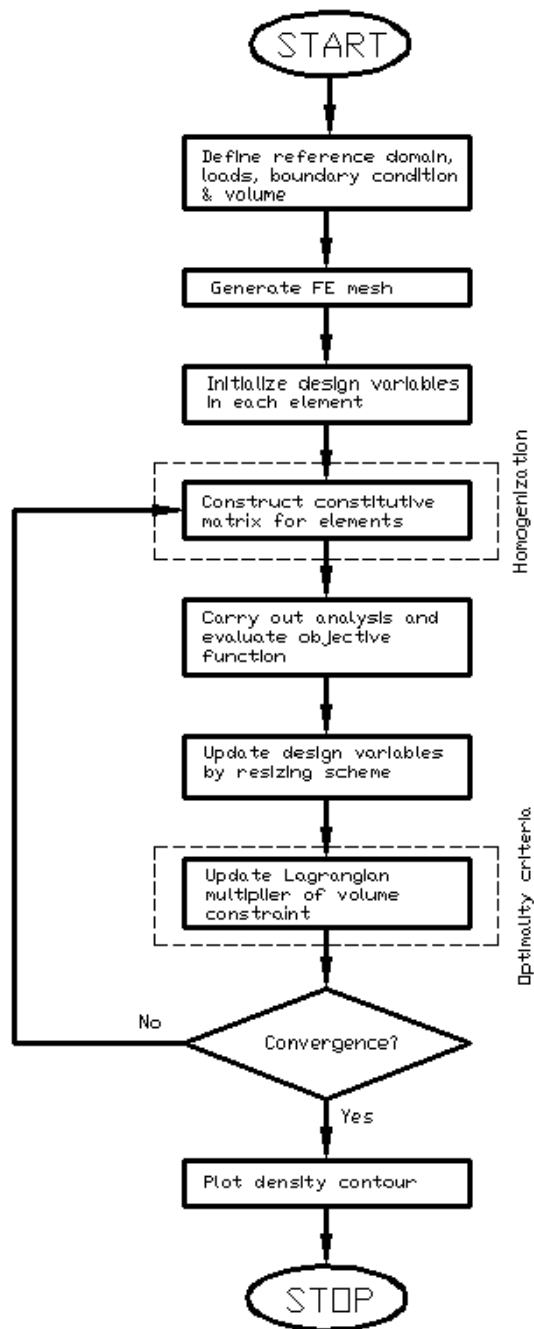 START
Define reference domain,
loads, boundary condition
& volume
Generate FE mesh
Initialize design variables
in each element
Construct constitutive
matrix for elements
Homogenization
Carry out analysis and
evaluate objective
function
Update design variables
by resizing scheme
Update Lagrangian
multiplier of volume
constraint
Optimality criteria
No
Convergence?
Yes
Plot density contour
STOP